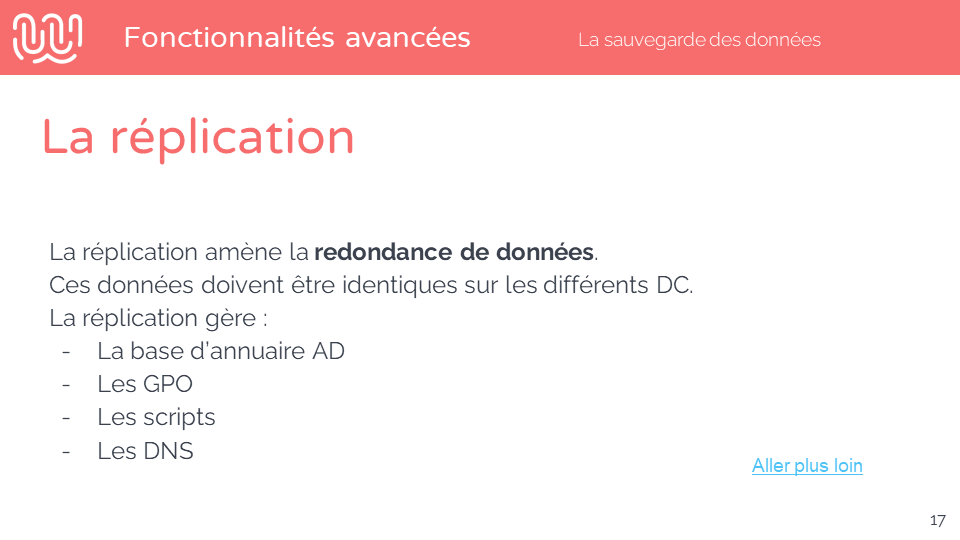 Fonctionnalités avancées
La sauvegarde des données
La réplication
La réplication amène la redondance de données.
Ces données doivent être identiques sur les différents DC.
La réplication gère :
- La base d’annuaire AD
- Les GPO
- Les scripts
- Les DNS
Aller plus loin
17